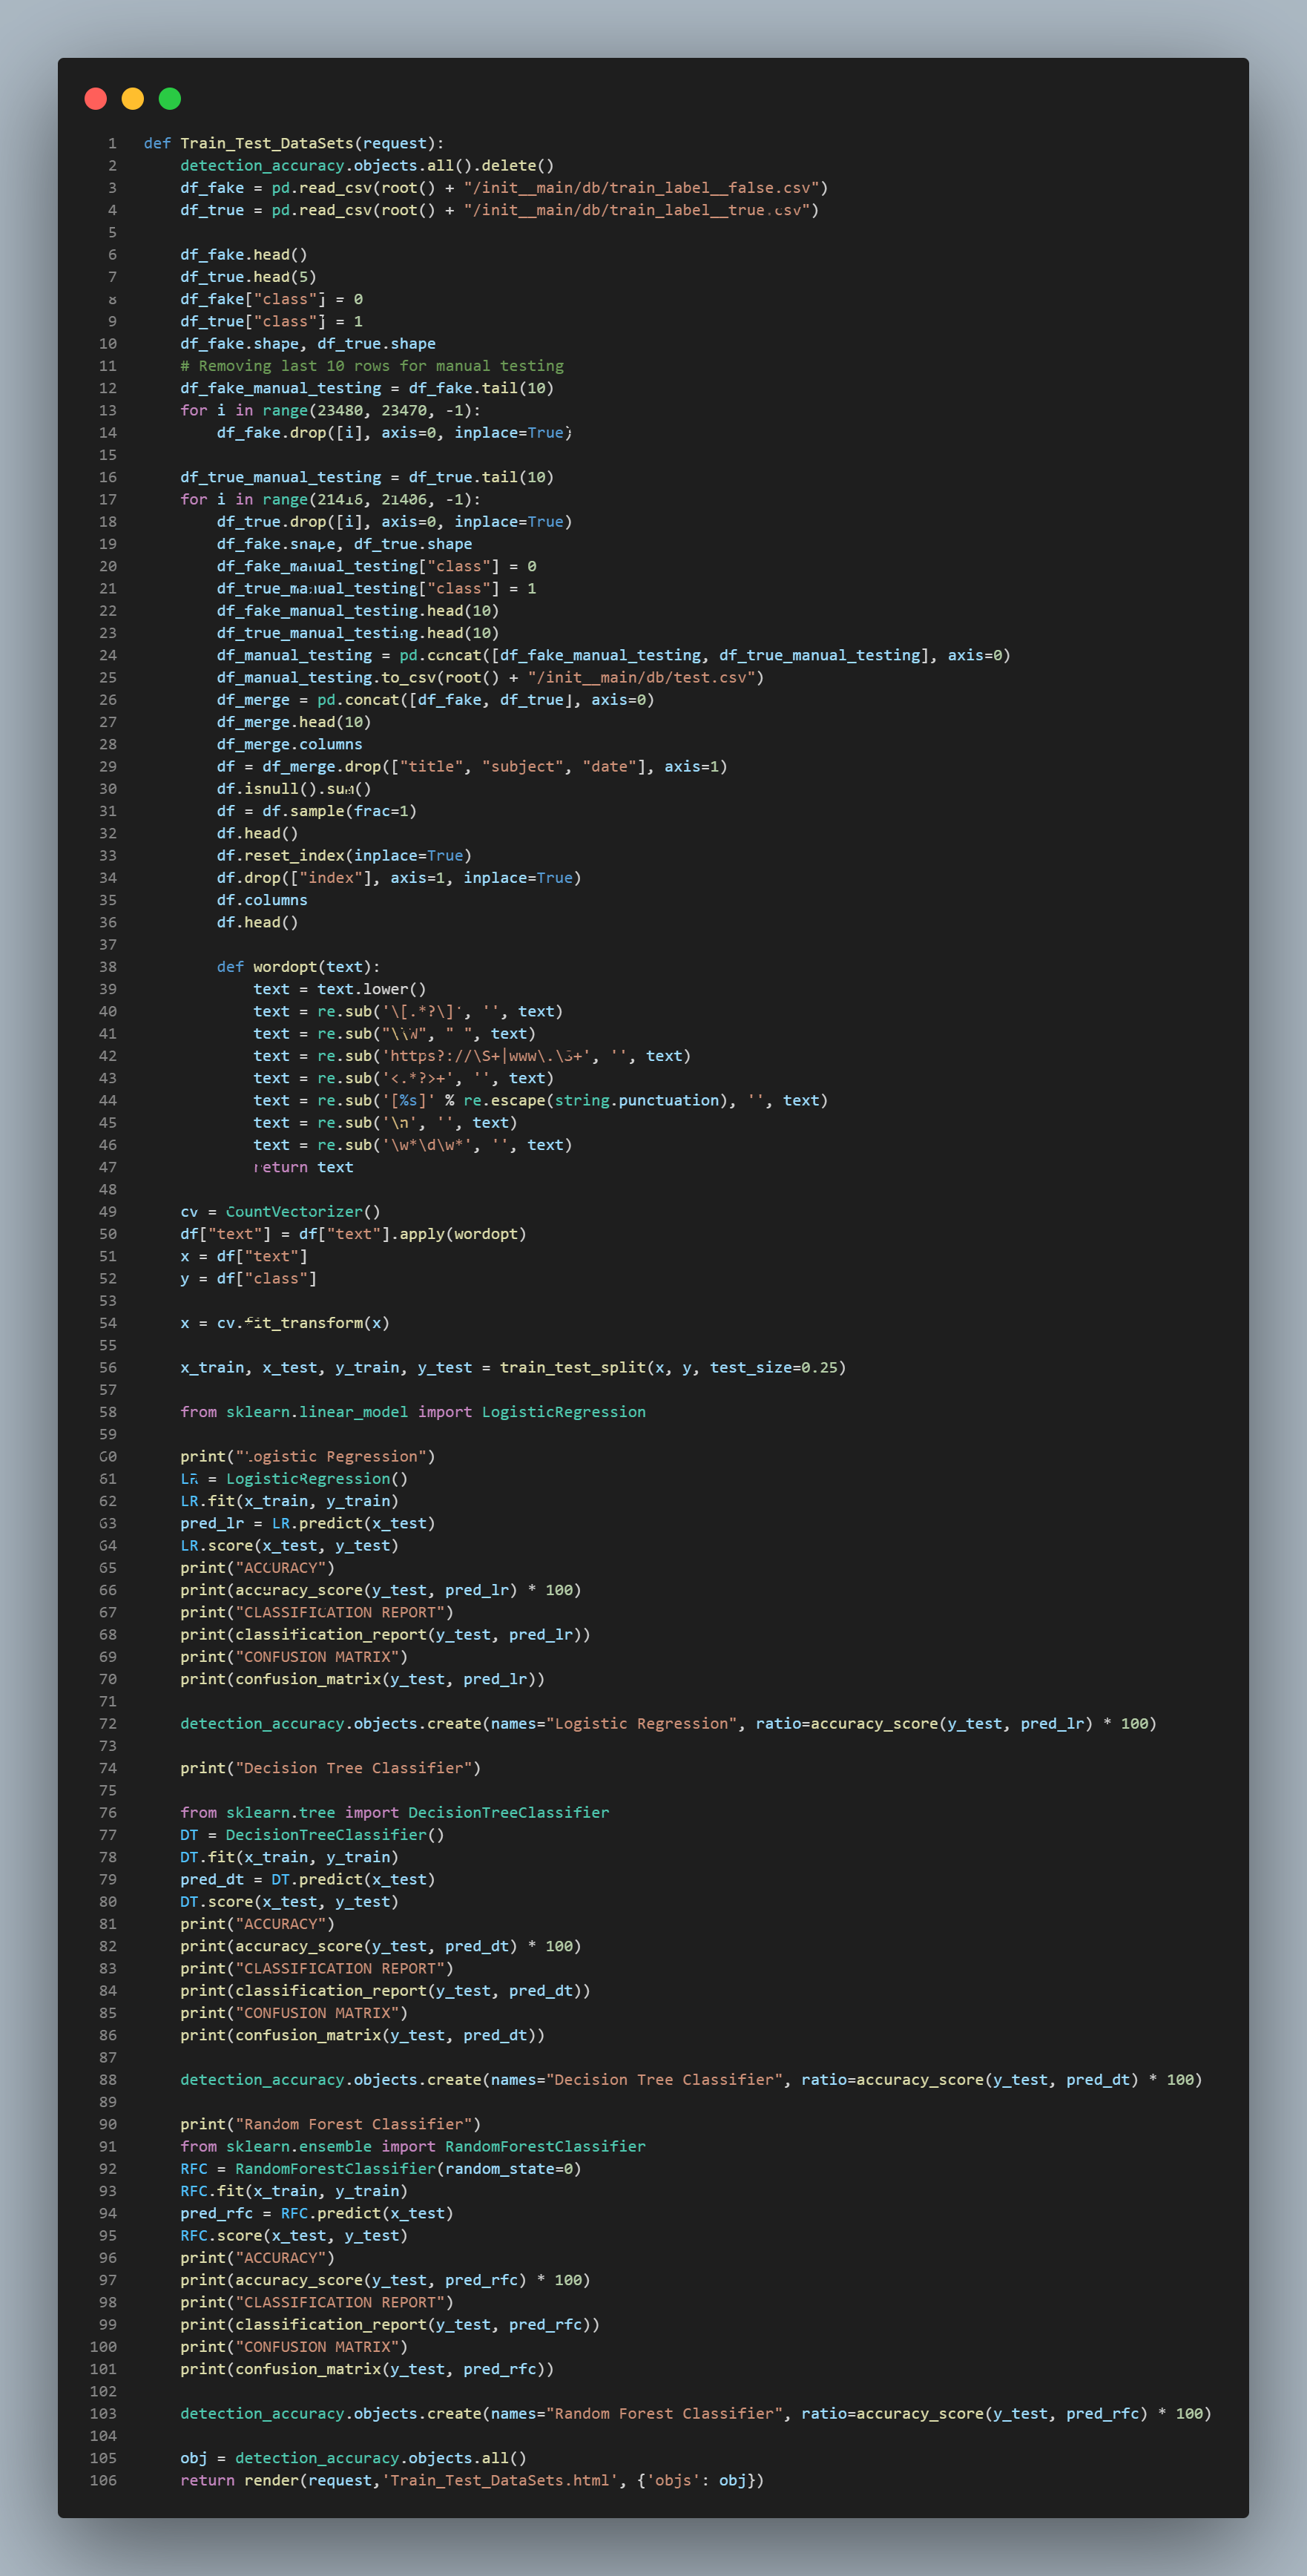 1 def Train_Test_DataSets(request):
2     detection_accuracy.objects.all().delete()
3     df_fake = pd.read_csv(root() + "/init__main/db/train_label__false.csv")
4     df_true = pd.read_csv(root() + "/init__main/db/train_label__true.csv")
5
6     df_fake.head()
7     df_true.head(5)
8     df_fake["class"] = 0
9     df_true["class"] = 1
10     df_fake.shape, df_true.shape
11     # Removing last 10 rows for manual testing
12     df_fake_manual_testing = df_fake.tail(10)
13     for i in range(23480, 23470, -1):
14         df_fake.drop([i], axis=0, inplace=True)
15
16     df_true_manual_testing = df_true.tail(10)
17     for i in range(21416, 21406, -1):
18         df_true.drop([i], axis=0, inplace=True)
19         df_fake.shape, df_true.shape
20         df_fake_manual_testing["class"] = 0
21         df_true_manual_testing["class"] = 1
22         df_fake_manual_testing.head(10)
23         df_true_manual_testing.head(10)
24         df_manual_testing = pd.concat([df_fake_manual_testing, df_true_manual_testing], axis=0)
25         df_manual_testing.to_csv(root() + "/init__main/db/test.csv")
26         df_merge = pd.concat([df_fake, df_true], axis=0)
27         df_merge.head(10)
28         df_merge.columns
29         df = df_merge.drop(["title", "subject", "date"], axis=1)
30         df.isnull().sum()
31         df = df.sample(frac=1)
32         df.head()
33         df.reset_index(inplace=True)
34         df.drop(["index"], axis=1, inplace=True)
35         df.columns
36         df.head()
37
38         def wordopt(text):
39             text = text.lower()
40             text = re.sub('\[.*?\]', '', text)
41             text = re.sub("\\W", " ", text)
42             text = re.sub('https?://\S+|www\.\S+', '', text)
43             text = re.sub('<.*?>+', '', text)
44             text = re.sub('[%s]' % re.escape(string.punctuation), '', text)
45             text = re.sub('\n', '', text)
46             text = re.sub('\w*\d\w*', '', text)
47             return text
48
49     cv = CountVectorizer()
50     df["text"] = df["text"].apply(wordopt)
51     x = df["text"]
52     y = df["class"]
53
54     x = cv.fit_transform(x)
55
56     x_train, x_test, y_train, y_test = train_test_split(x, y, test_size=0.25)
57
58     from sklearn.linear_model import LogisticRegression
59
60     print("Logistic Regression")
61     LR = LogisticRegression()
62     LR.fit(x_train, y_train)
63     pred_lr = LR.predict(x_test)
64     LR.score(x_test, y_test)
65     print("ACCURACY")
66     print(accuracy_score(y_test, pred_lr) * 100)
67     print("CLASSIFICATION REPORT")
68     print(classification_report(y_test, pred_lr))
69     print("CONFUSION MATRIX")
70     print(confusion_matrix(y_test, pred_lr))
71
72     detection_accuracy.objects.create(names="Logistic Regression", ratio=accuracy_score(y_test, pred_lr) * 100)
73
74     print("Decision Tree Classifier")
75
76     from sklearn.tree import DecisionTreeClassifier
77     DT = DecisionTreeClassifier()
78     DT.fit(x_train, y_train)
79     pred_dt = DT.predict(x_test)
80     DT.score(x_test, y_test)
81     print("ACCURACY")
82     print(accuracy_score(y_test, pred_dt) * 100)
83     print("CLASSIFICATION REPORT")
84     print(classification_report(y_test, pred_dt))
85     print("CONFUSION MATRIX")
86     print(confusion_matrix(y_test, pred_dt))
87
88     detection_accuracy.objects.create(names="Decision Tree Classifier", ratio=accuracy_score(y_test, pred_dt) * 100)
89
90     print("Random Forest Classifier")
91     from sklearn.ensemble import RandomForestClassifier
92     RFC = RandomForestClassifier(random_state=0)
93     RFC.fit(x_train, y_train)
94     pred_rfc = RFC.predict(x_test)
95     RFC.score(x_test, y_test)
96     print("ACCURACY")
97     print(accuracy_score(y_test, pred_rfc) * 100)
98     print("CLASSIFICATION REPORT")
99     print(classification_report(y_test, pred_rfc))
100     print("CONFUSION MATRIX")
101     print(confusion_matrix(y_test, pred_rfc))
102
103     detection_accuracy.objects.create(names="Random Forest Classifier", ratio=accuracy_score(y_test, pred_rfc) * 100)
104
105     obj = detection_accuracy.objects.all()
106     return render(request,'Train_Test_DataSets.html', {'objs': obj})